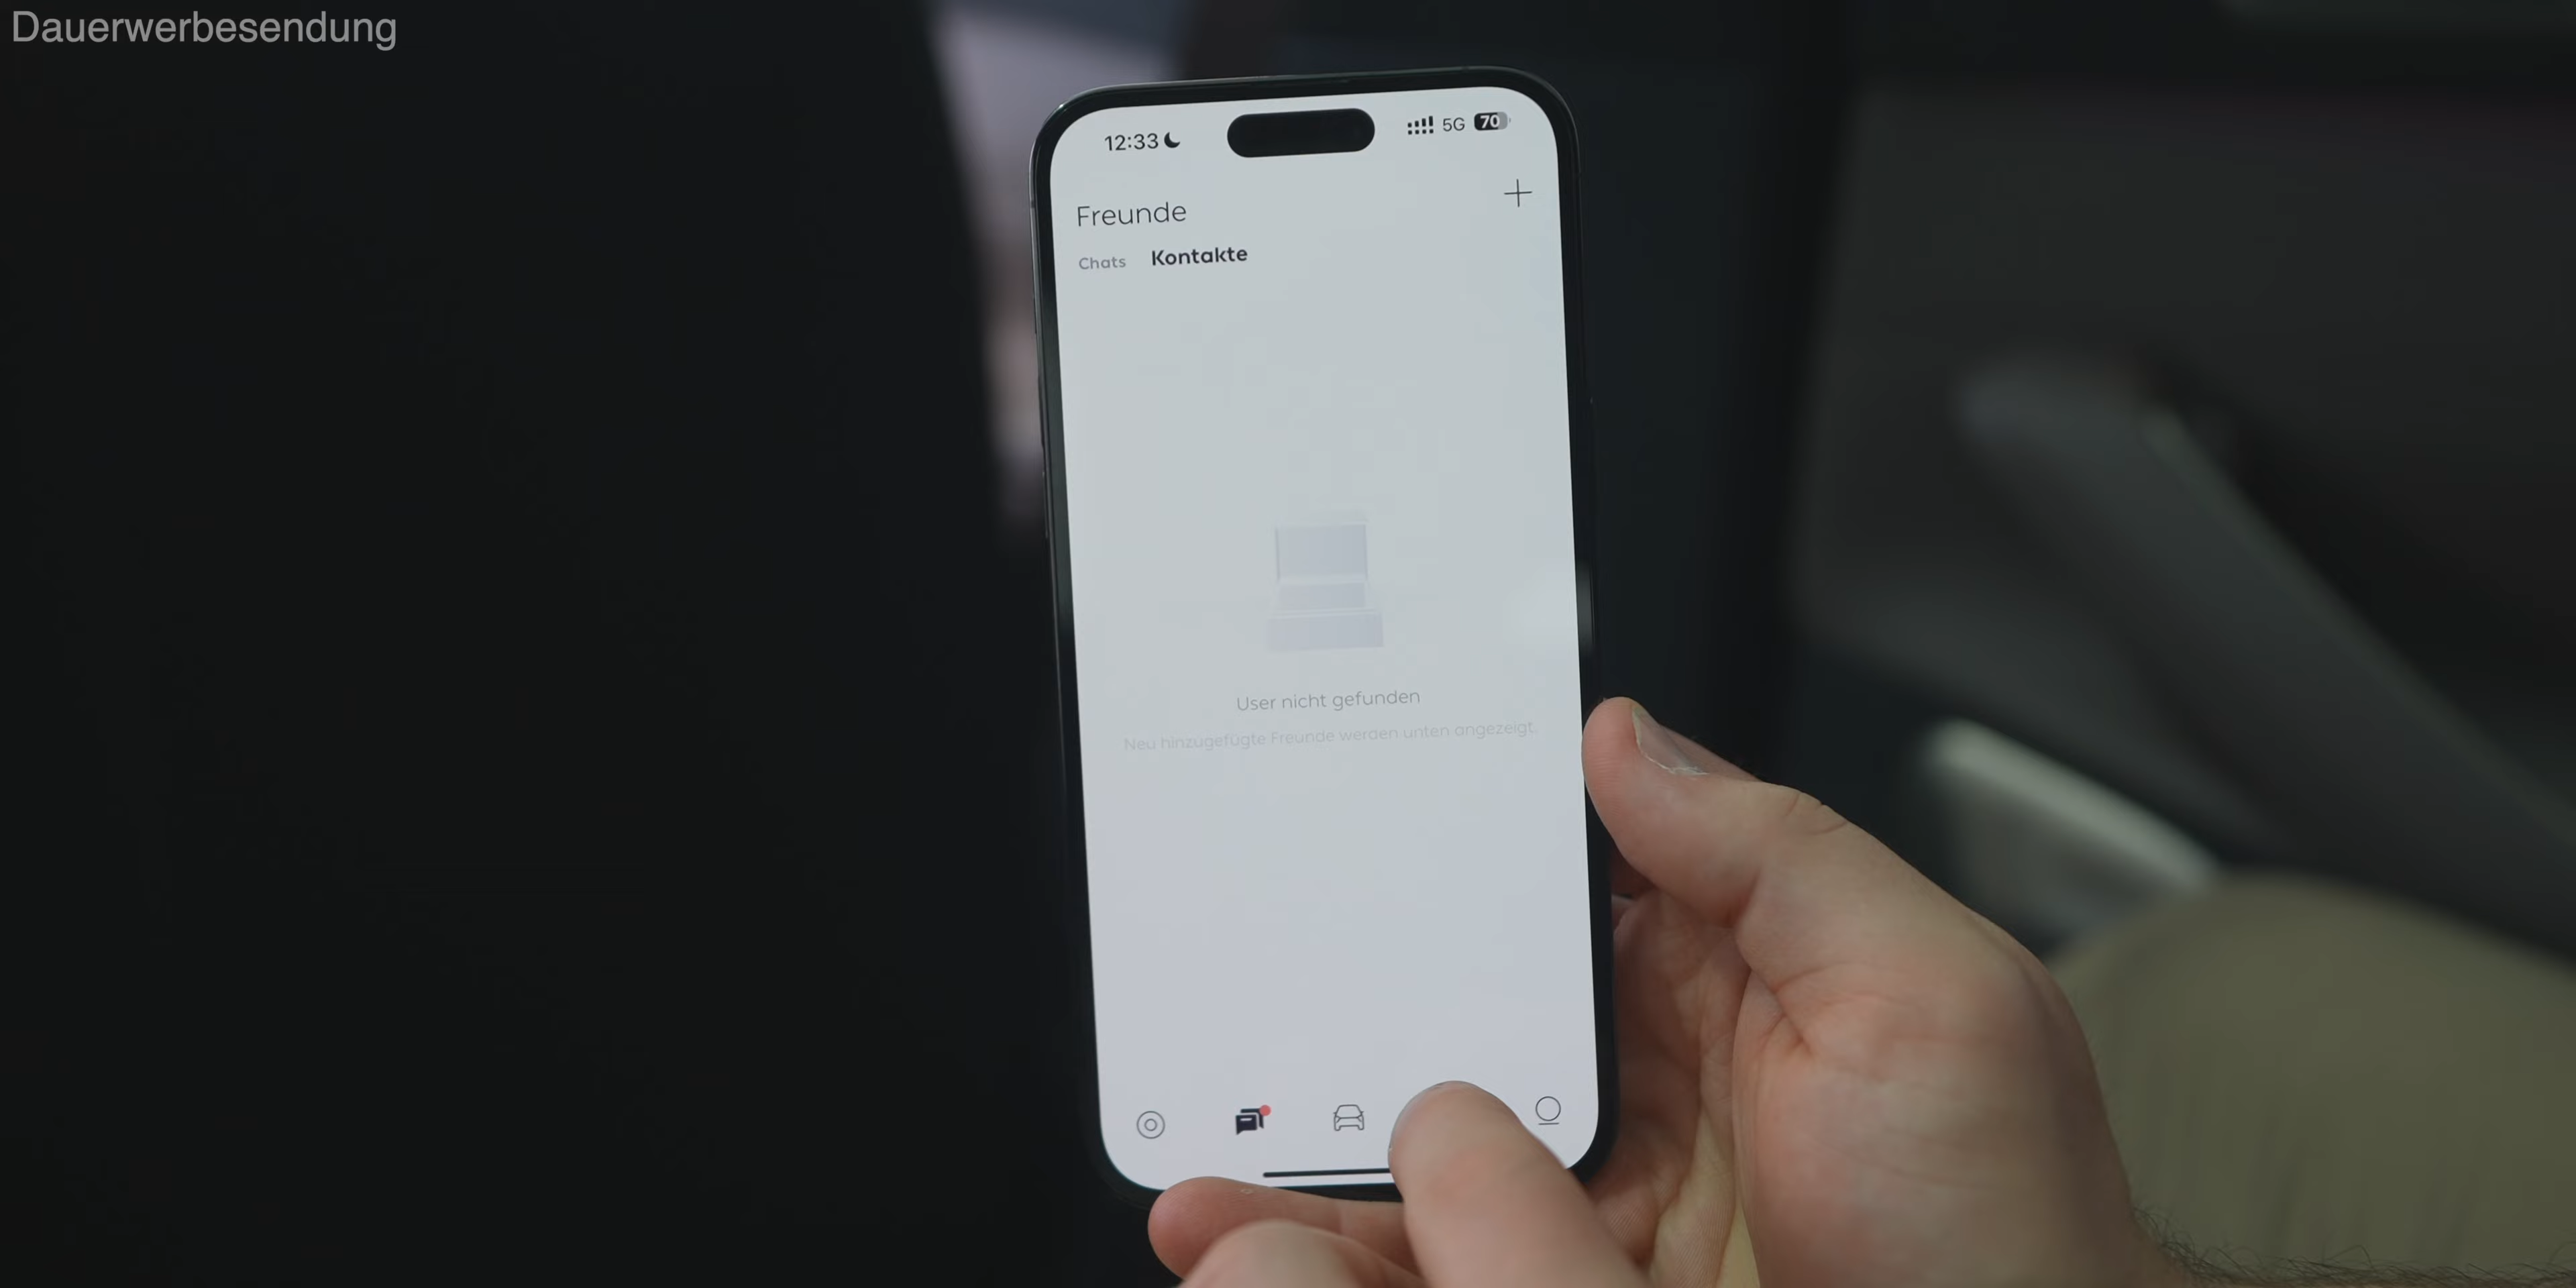 Dauerwerbesendung
12:33
5G 70
Freunde
Chats Kontakte
User nicht gefunden
Neu hinzugefügte Freunde werden unten angezeigt.